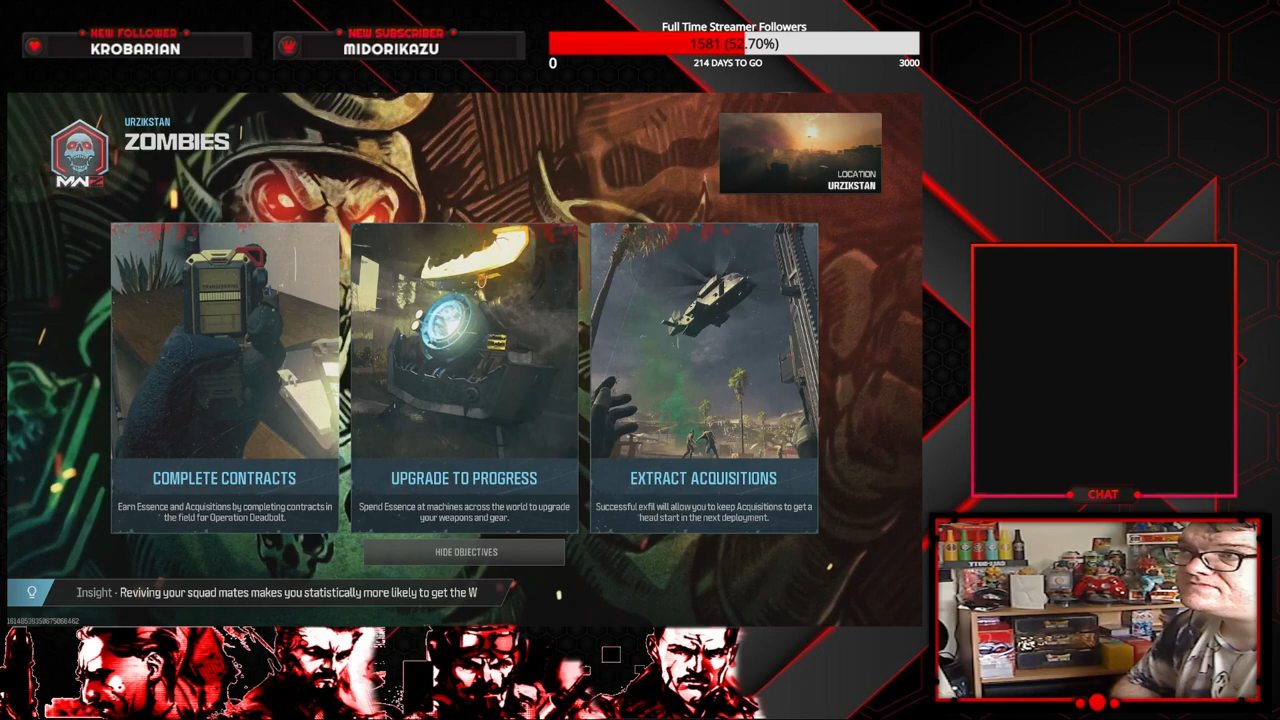 NEW FOLLOWER
KROBARIAN
NEW SUBSCRIBER
MIDORIKAZU
Full Time Streamer Followers
1581 (52.70%)
0
214 DAYS TO GO
3000
URZIKSTAN
ZOMBIES
MWZ
LOCATION
URZIKSTAN
TRANSFERRING
COMPLETE CONTRACTS
Earn Essence and Acquisitions by completing contracts in
the field for Operation Deadbolt.
UPGRADE TO PROGRESS
Spend Essence at machines across the world to upgrade
your weapons and gear.
EXTRACT ACQUISITIONS
Successful exfil will allow you to keep Acquisitions to get a
head start in the next deployment.
HIDE OBJECTIVES
Insight - Reviving your squad mates makes you statistically more likely to get the W
CHAT